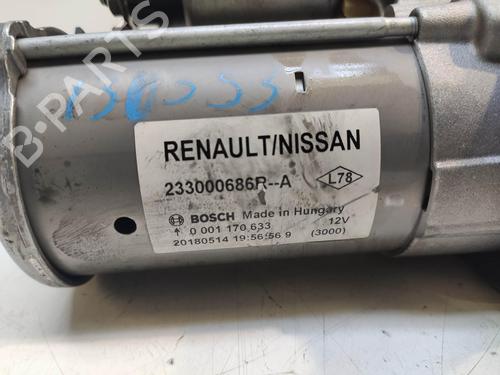 B-PARTS
RENAULT/NISSAN
233000686R--A
L78
BOSCH Made in Hungary
0 001 170 633 12V
20180514 19:56:56 9 (3000)